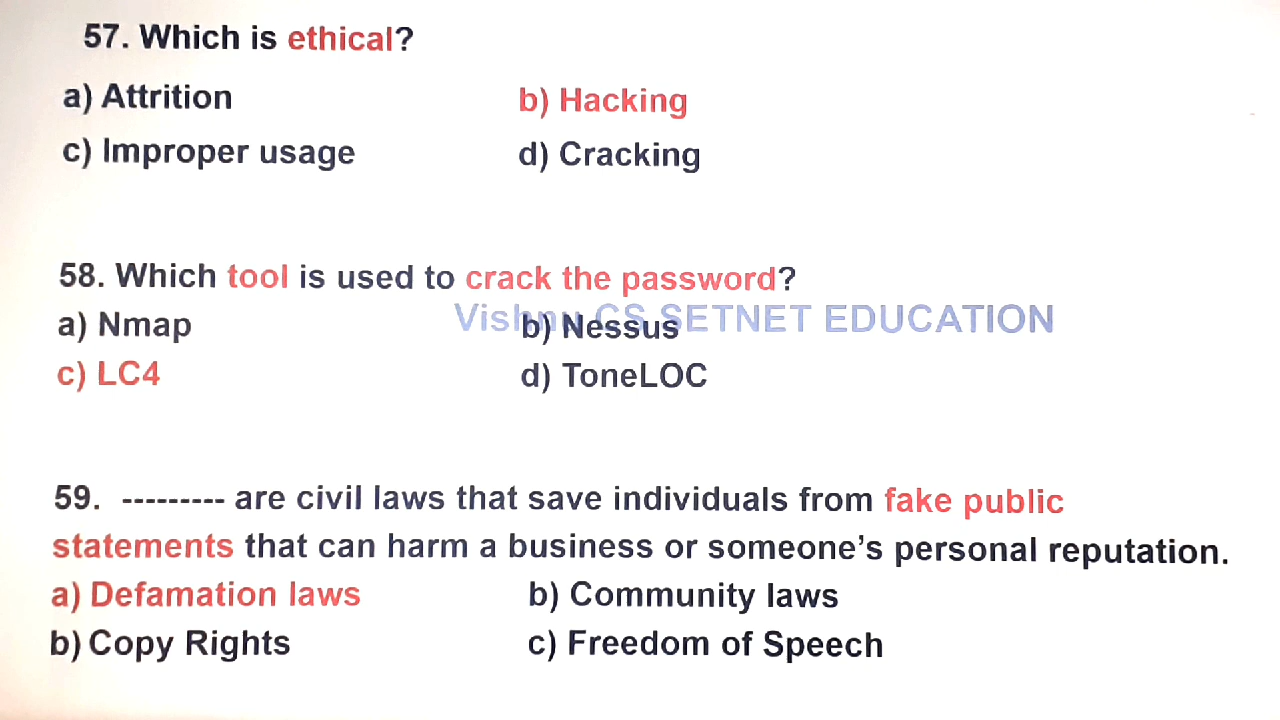 57. Which is ethical?
a) Attrition b) Hacking
c) Improper usage d) Cracking
58. Which tool is used to crack the password?
Vishnu CS SETNET EDUCATION
a) Nmap b) Nessus
c) LC4 d) ToneLOC
59. --------- are civil laws that save individuals from fake public
statements that can harm a business or someone's personal reputation.
a) Defamation laws b) Community laws
b) Copy Rights c) Freedom of Speech